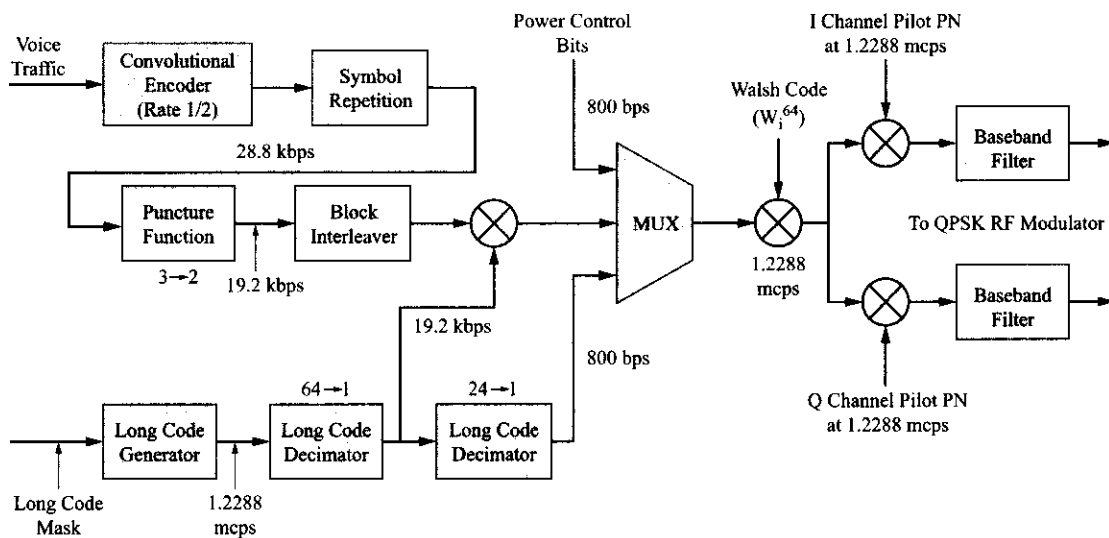 Voice
Traffic
Convolutional
Encoder
(Rate 1/2)
Symbol
Repetition
28.8 kbps
Power Control
Bits
800 bps
I Channel Pilot PN
at 1.2288 mcps
Walsh Code
(Wᵢ⁶⁴)
Baseband
Filter
Puncture
Function
3→2
19.2 kbps
Block
Interleaver
MUX
1.2288
mcps
To QPSK RF Modulator
Baseband
Filter
19.2 kbps
800 bps
64→1
24→1
Q Channel Pilot PN
at 1.2288 mcps
Long Code
Generator
Long Code
Decimator
Long Code
Decimator
Long Code
Mask
1.2288
mcps